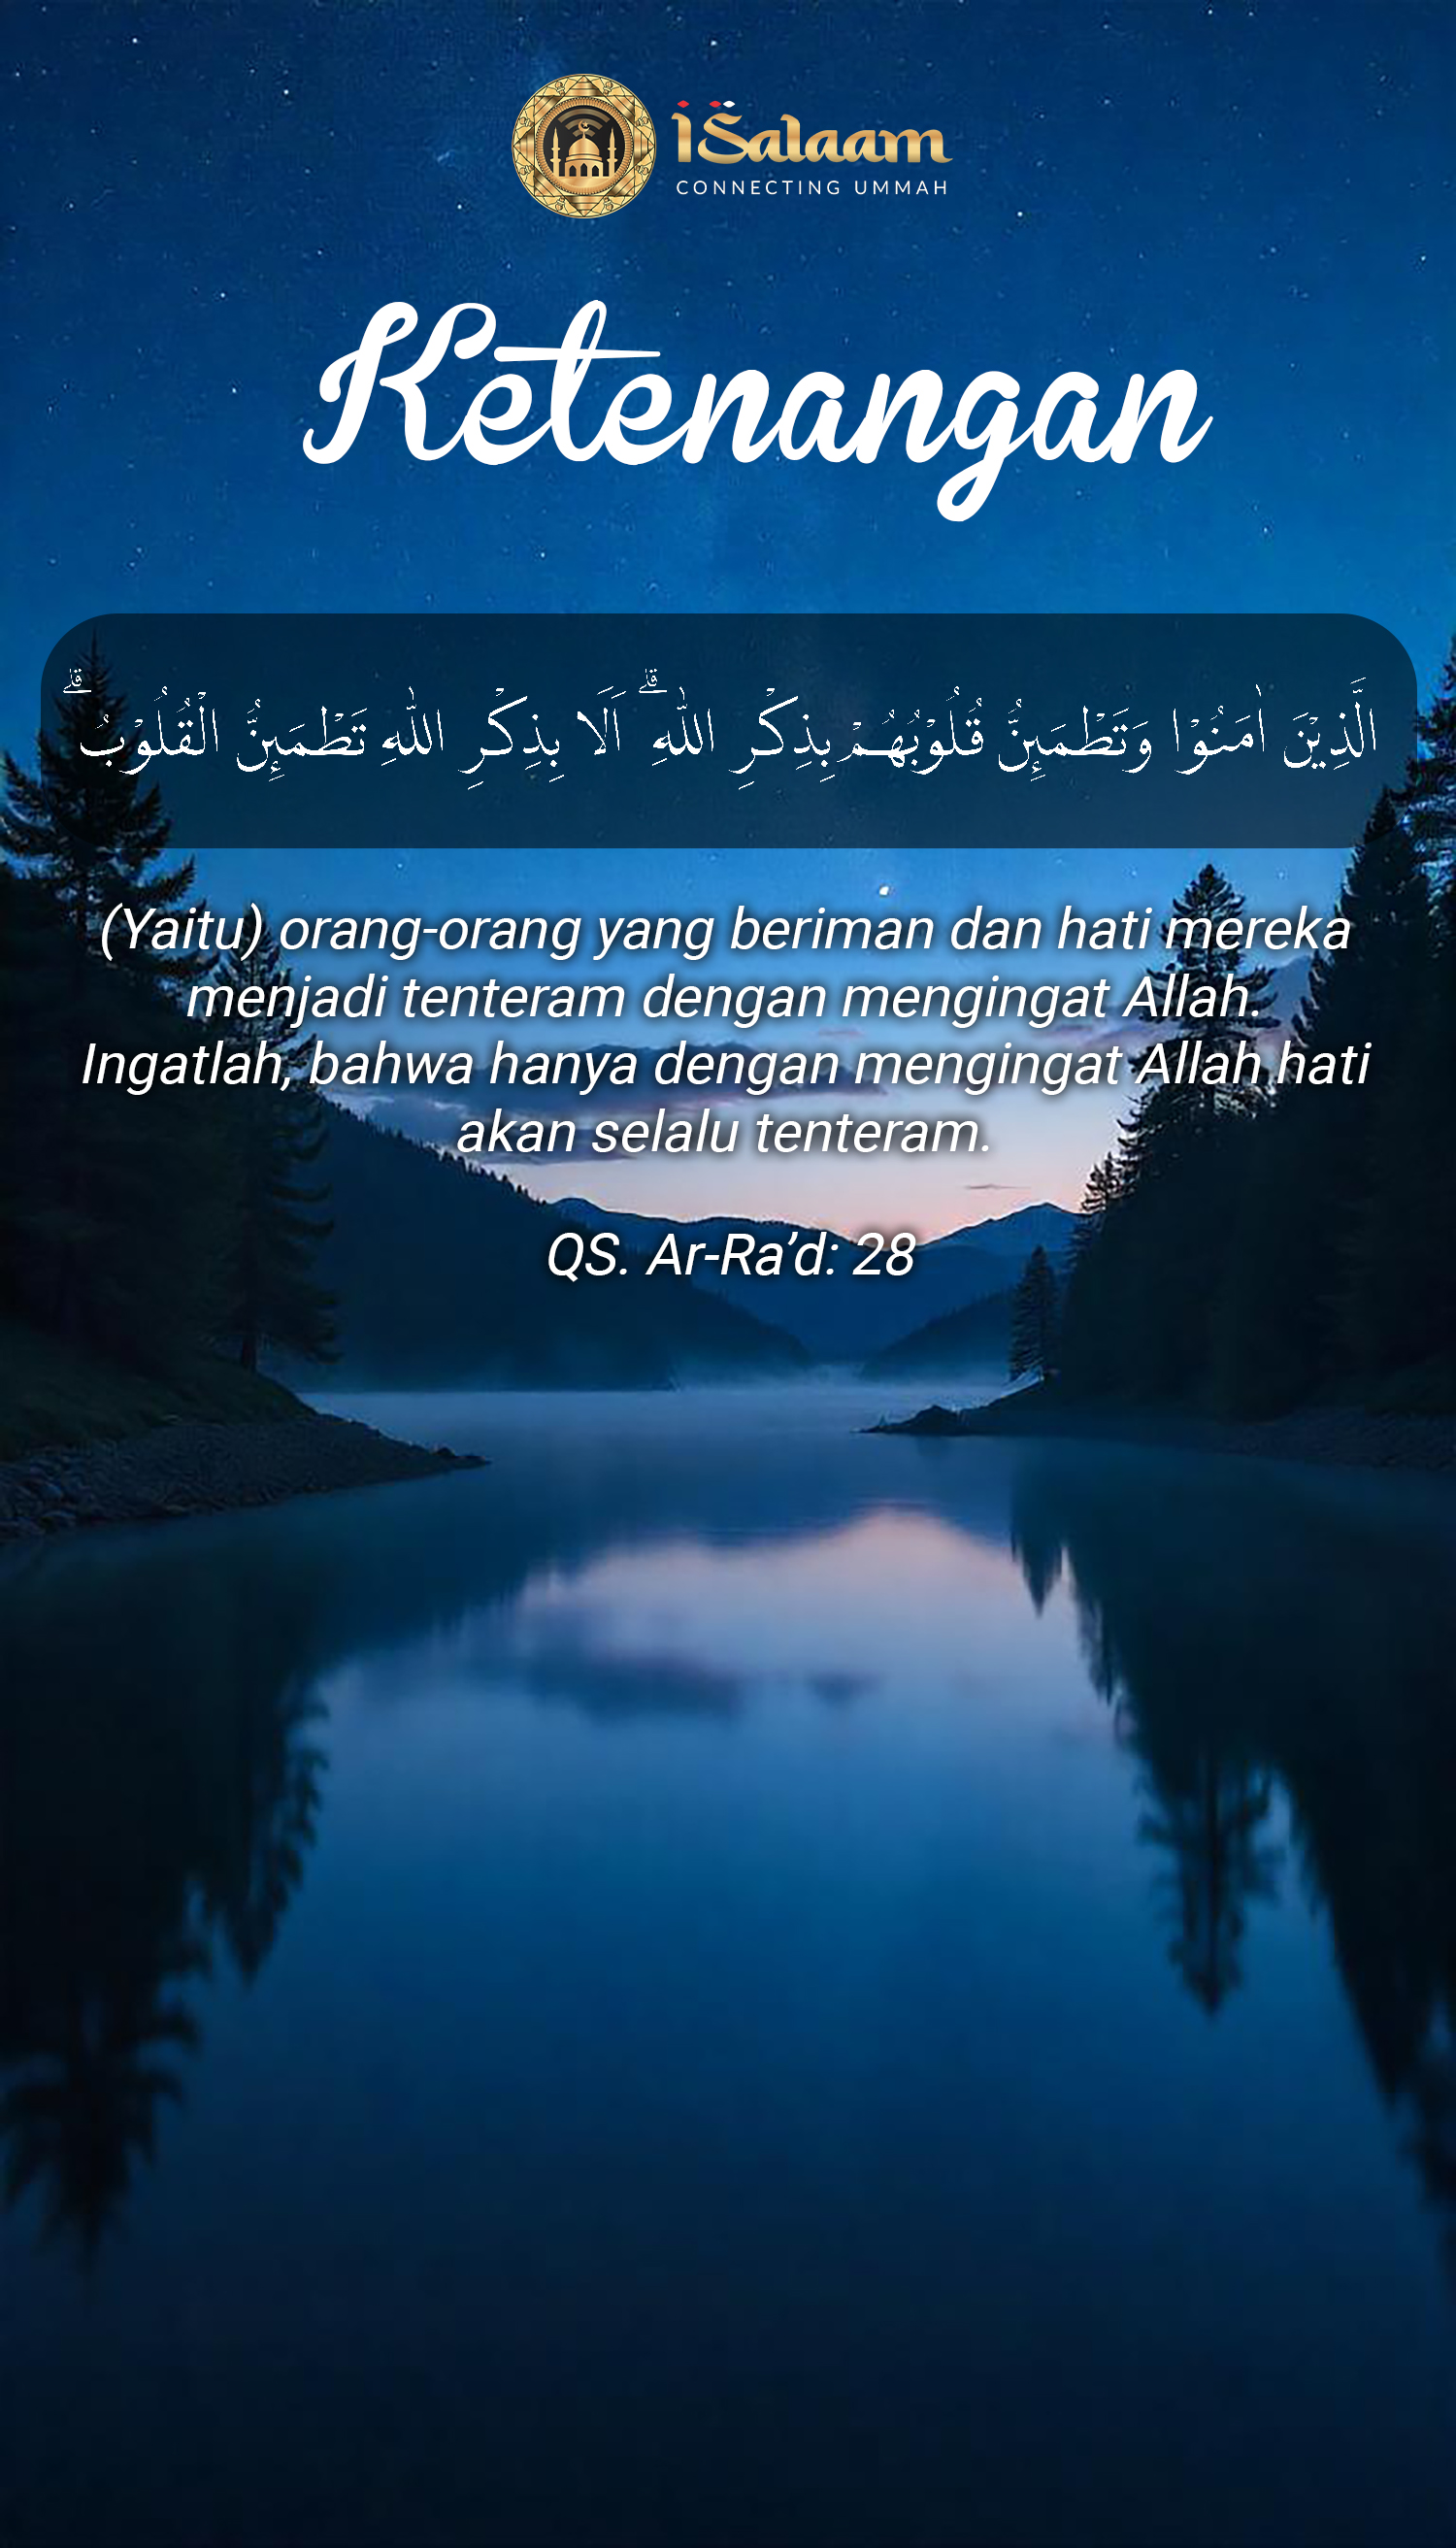 iSalaam
CONNECTING UMMAH
Ketenangan
الَّذِيْنَ اٰمَنُوْا وَتَطْمَىِٕنُّ قُلُوْبُهُمْ بِذِكْرِ اللّٰهِ ۗ اَلَا بِذِكْرِ اللّٰهِ تَطْمَىِٕنُّ الْقُلُوْبُ ۗ
(Yaitu) orang-orang yang beriman dan hati mereka
menjadi tenteram dengan mengingat Allah.
Ingatlah, bahwa hanya dengan mengingat Allah hati
akan selalu tenteram.
QS. Ar-Ra’d: 28